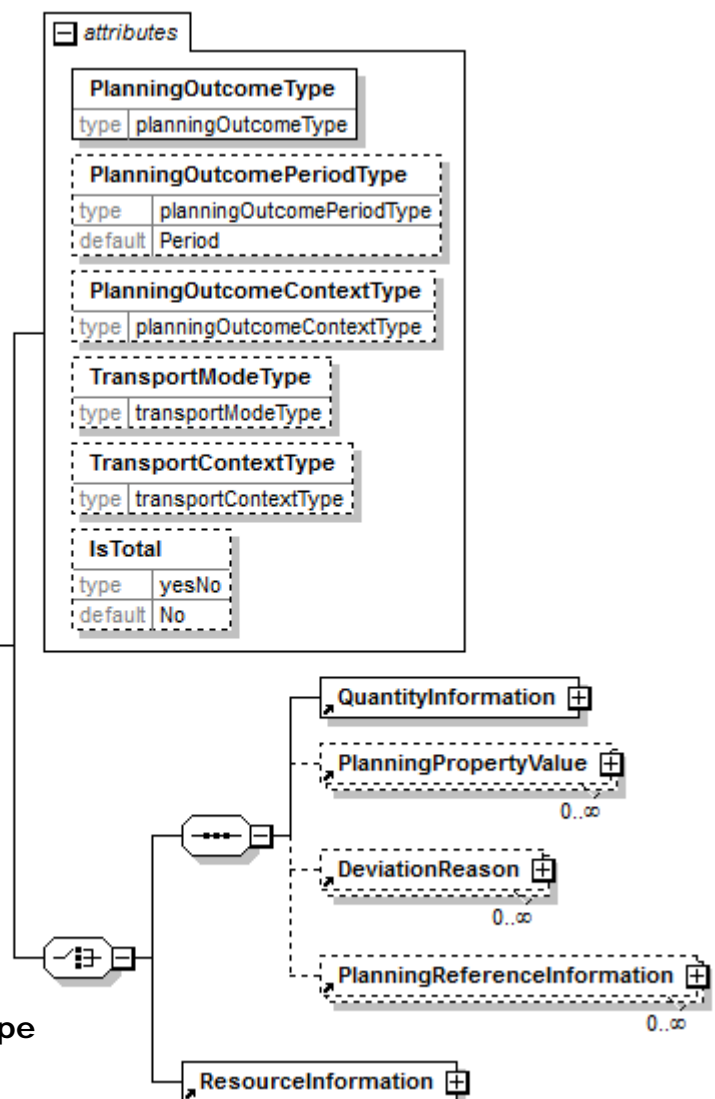 attributes
PlanningOutcomeType
type planningOutcomeType
PlanningOutcomePeriodType
type planningOutcomePeriodType
default Period
PlanningOutcomeContextType
type planningOutcomeContextType
TransportModeType
type transportModeType
TransportContextType
type transportContextType
IsTotal
type yesNo
default No
QuantityInformation
PlanningPropertyValue
0..∞
DeviationReason
0..∞
PlanningReferenceInformation
0..∞
pe
ResourceInformation